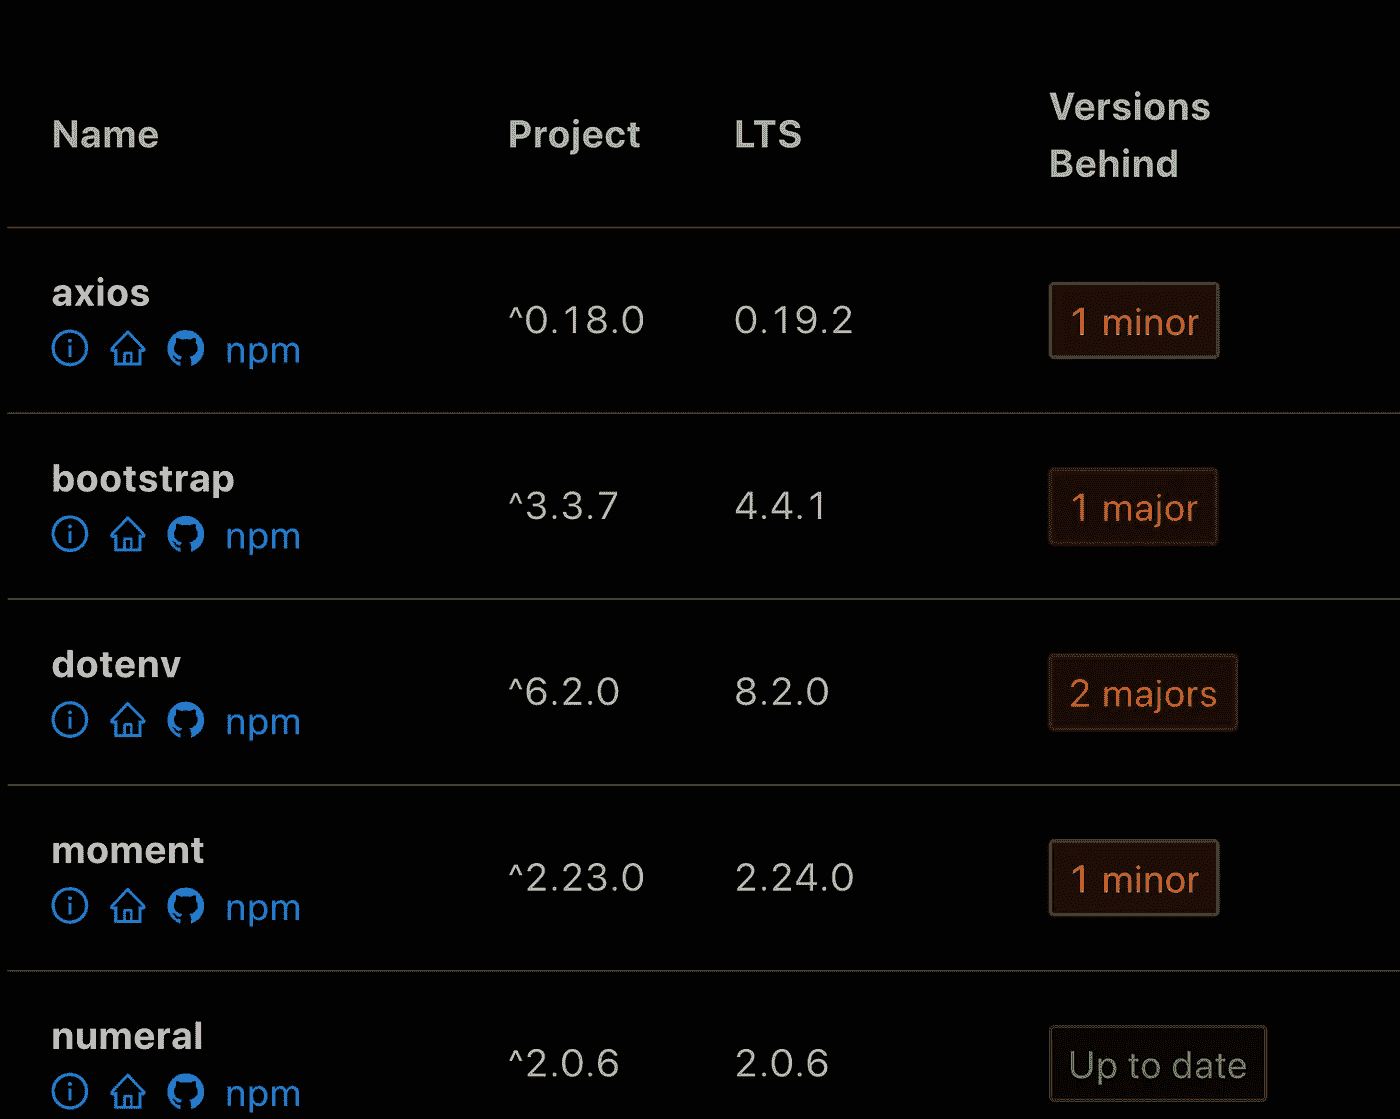 Name Project LTS Versions Behind
axios ^0.18.0 0.19.2 1 minor
npm
bootstrap ^3.3.7 4.4.1 1 major
npm
dotenv ^6.2.0 8.2.0 2 majors
npm
moment ^2.23.0 2.24.0 1 minor
npm
numeral ^2.0.6 2.0.6 Up to date
npm